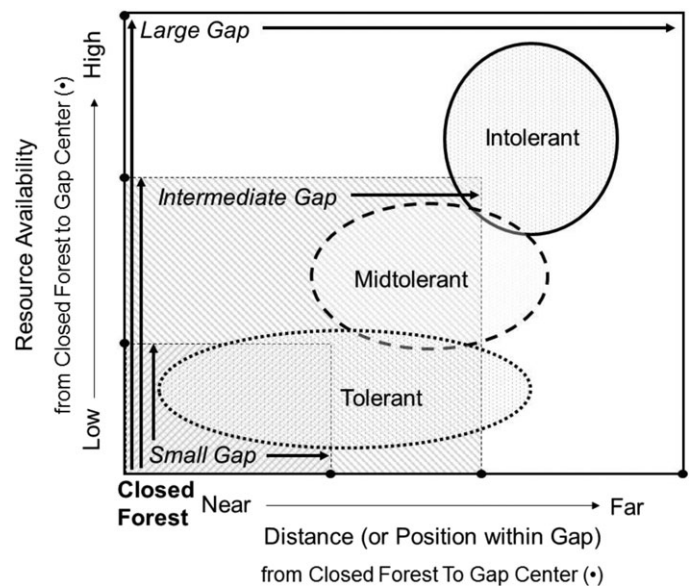 Large Gap
High
Intolerant
Resource Availability
from Closed Forest to Gap Center (•)
Intermediate Gap
Midtolerant
Tolerant
Low
Small Gap
Closed
Forest
Near
Far
Distance (or Position within Gap)
from Closed Forest To Gap Center (•)